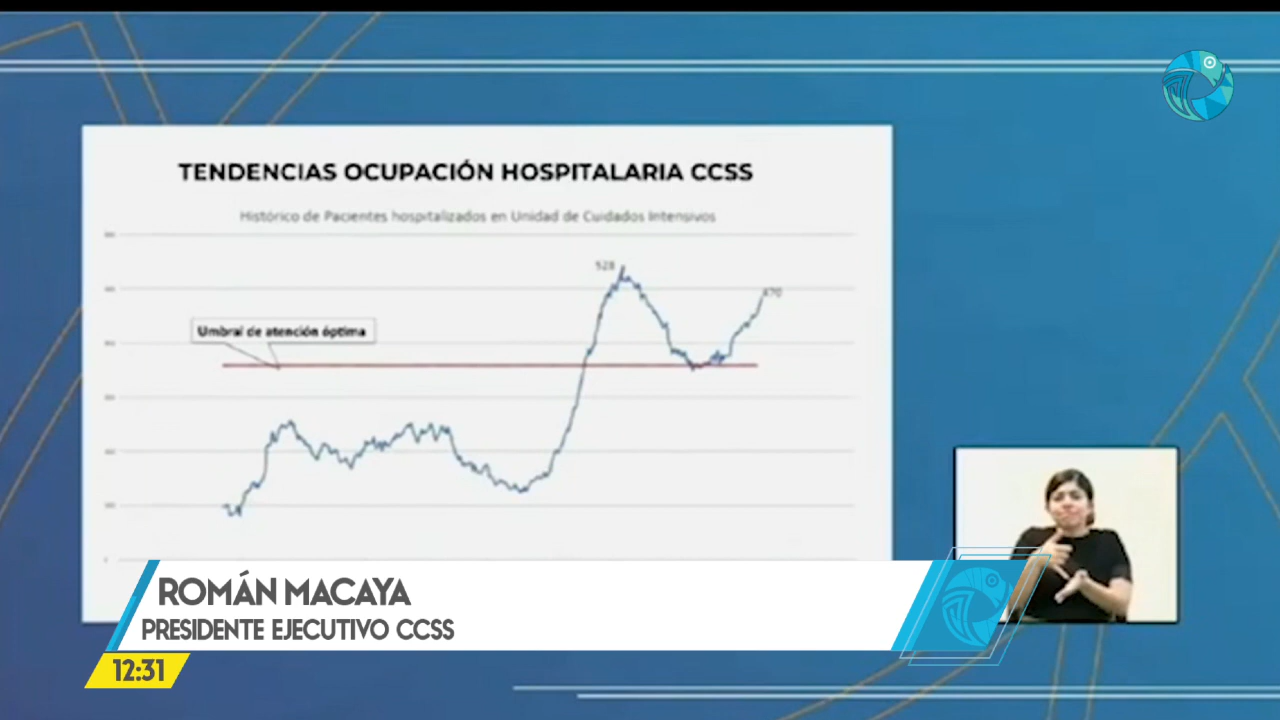 TENDENCIAS OCUPACIÓN HOSPITALARIA CCSS
Histórico de Pacientes hospitalizados en Unidad de Cuidados Intensivos
528
470
Umbral de atención óptima
ROMÁN MACAYA
PRESIDENTE EJECUTIVO CCSS
12:31